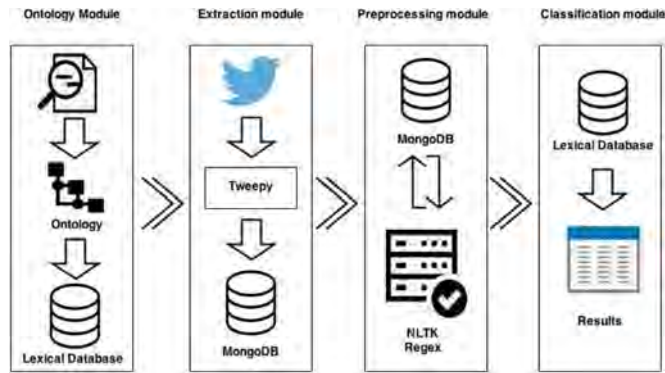 Ontology Module
Extraction module
Preprocessing module
Classification module
Ontology
Lexical Database
Tweepy
MongoDB
MongoDB
NLTK
Regex
Lexical Database
Results